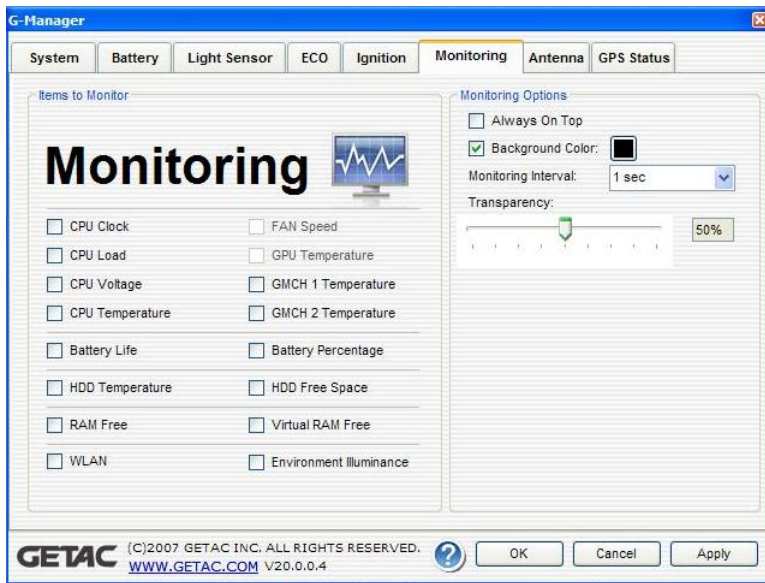 G-Manager
System Battery Light Sensor ECO Ignition Monitoring Antenna GPS Status
Items to Monitor
Monitoring
CPU Clock FAN Speed
CPU Load GPU Temperature
CPU Voltage GMCH 1 Temperature
CPU Temperature GMCH 2 Temperature
Battery Life Battery Percentage
HDD Temperature HDD Free Space
RAM Free Virtual RAM Free
WLAN Environment Illuminance
Monitoring Options
Always On Top
Background Color:
Monitoring Interval: 1 sec
Transparency:
50%
GETAC (C)2007 GETAC INC. ALL RIGHTS RESERVED.
WWW.GETAC.COM V20.0.0.4
? OK Cancel Apply